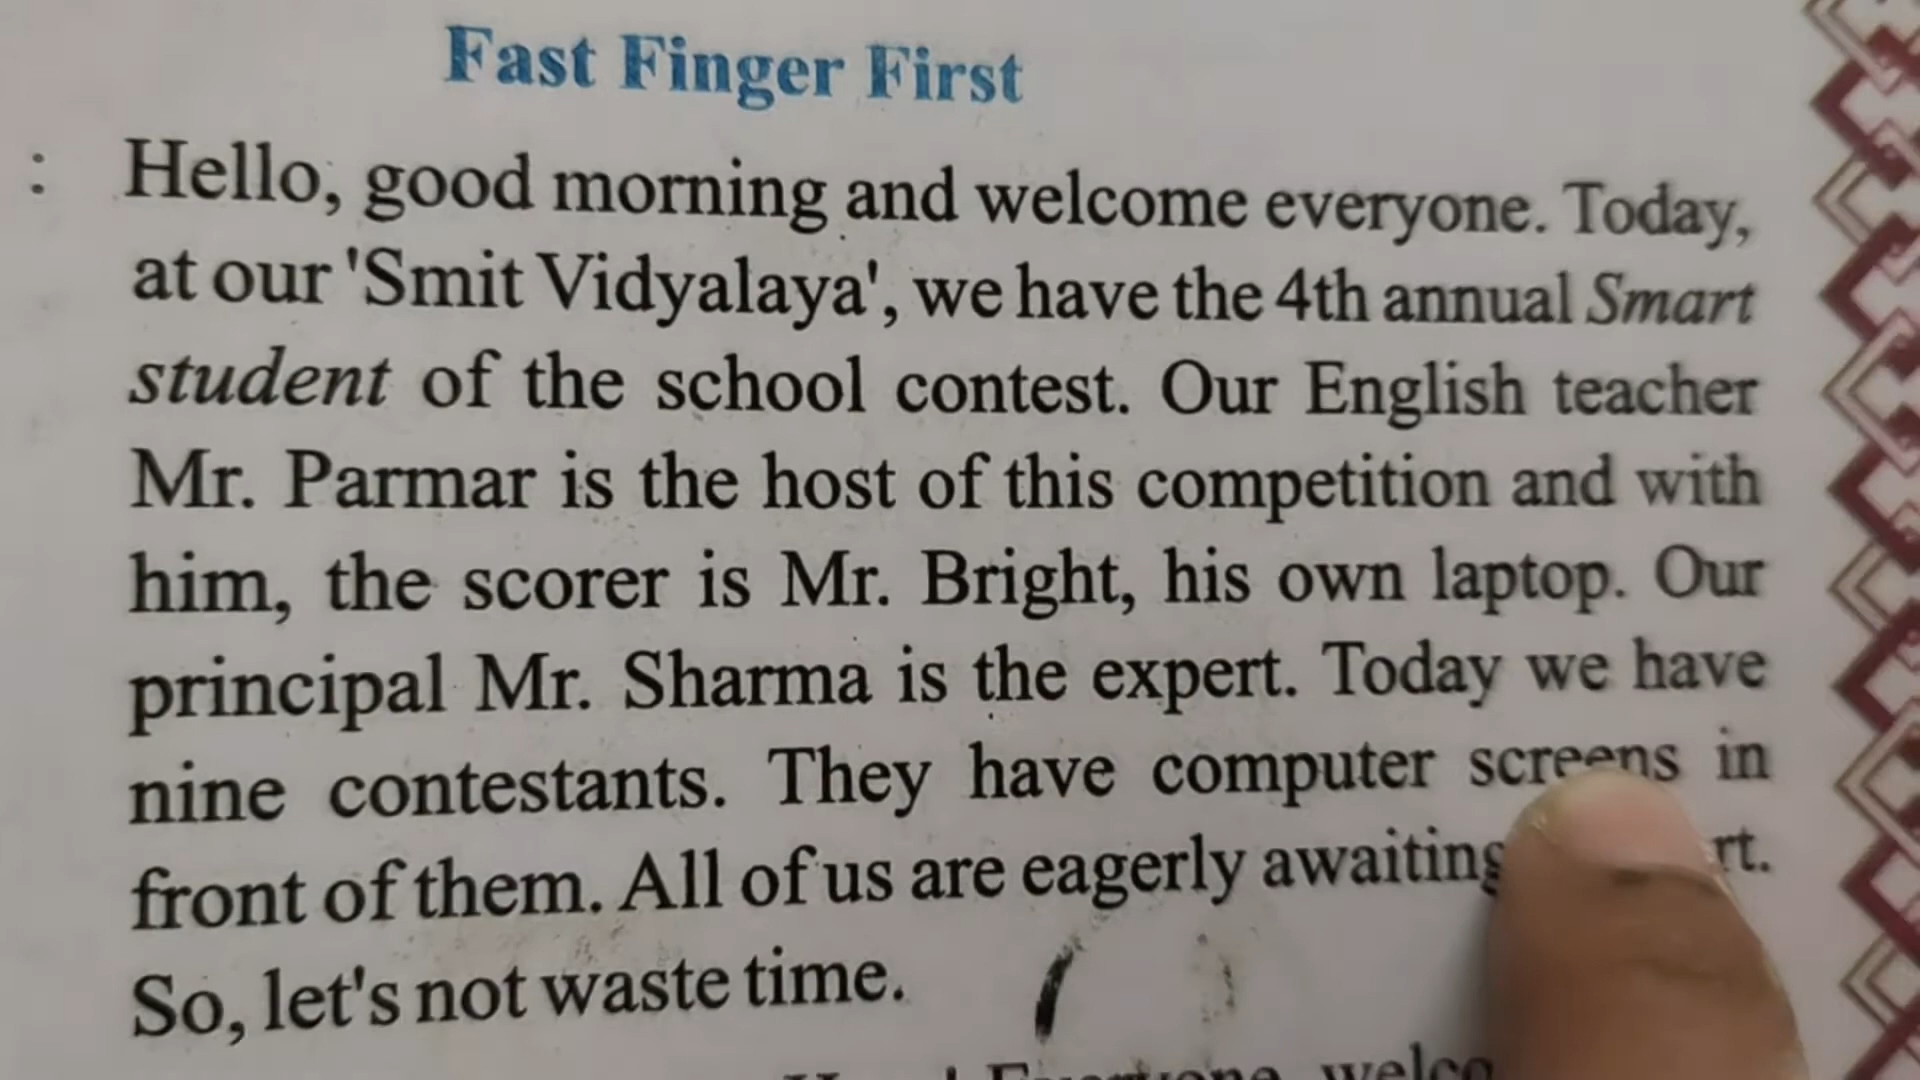 Fast Finger First
: Hello, good morning and welcome everyone. Today,
at our 'Smit Vidyalaya', we have the 4th annual Smart
student of the school contest. Our English teacher
Mr. Parmar is the host of this competition and with
him, the scorer is Mr. Bright, his own laptop. Our
principal Mr. Sharma is the expert. Today we have
nine contestants. They have computer screens in
front of them. All of us are eagerly awaiting
So, let's not waste time.